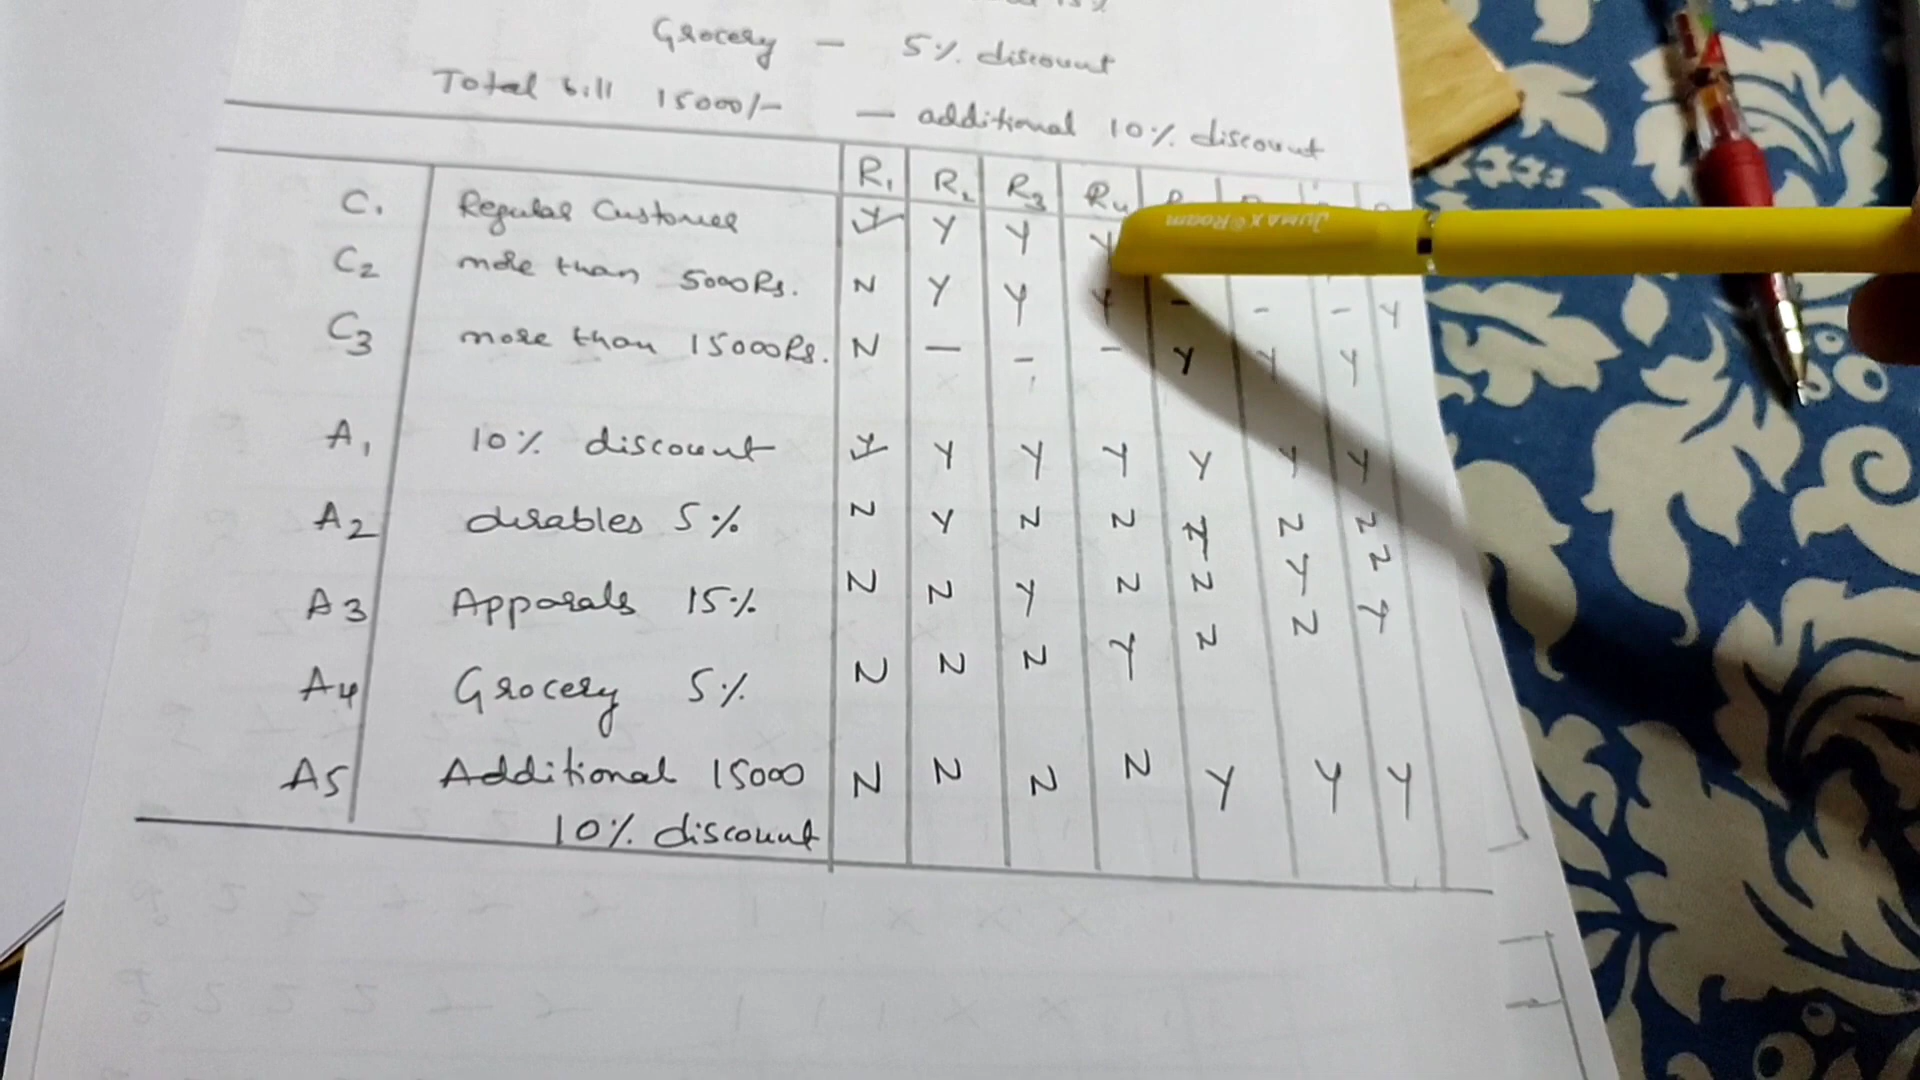 Grocery – 5% discount
Total bill 15000/- – additional 10% discount
R1 R2 R3 R4
C1 Regular Customer Y Y Y Y
C2 more than 5000Rs. N Y Y Y - - - Y
C3 more than 15000Rs. N – - - Y Y Y
A1 10% discount Y Y Y Y Y Y Y
A2 durables 5% N Y N N Y N N
A3 Apparals 15% N N Y N N Y N
A4 Grocery 5% N N N Y N N Y
A5 Additional 15000 N N N N Y Y Y
10% discount